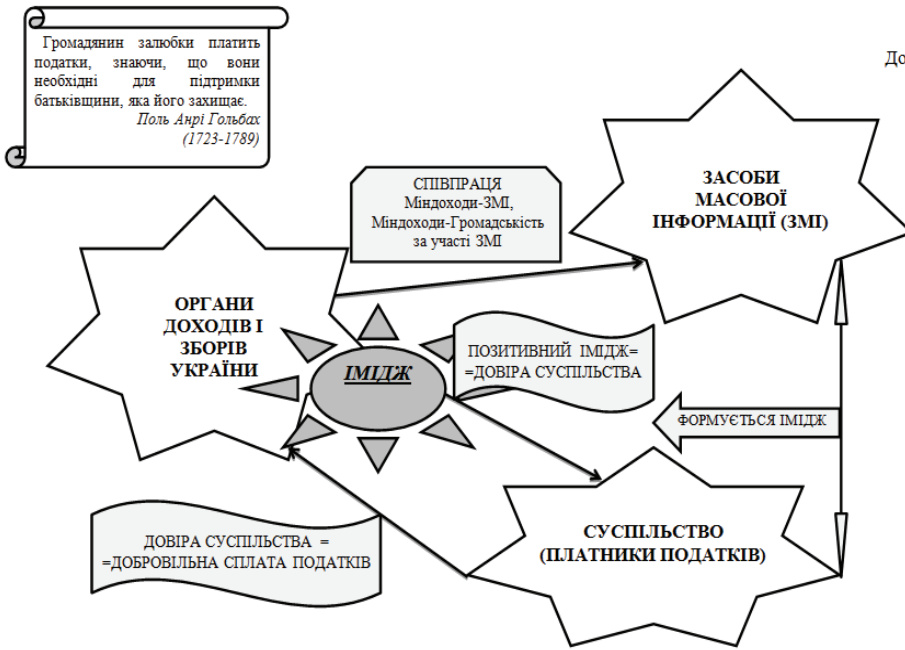 Громадянин залюбки платить
податки, знаючи, що вони
необхідні для підтримки
батьківщини, яка його захищає.
Поль Анрі Гольбах
(1723-1789)
До
ЗАСОБИ
МАСОВОЇ
ІНФОРМАЦІЇ (ЗМІ)
СПІВПРАЦЯ
Міндоходи-ЗМІ,
Міндоходи-Громадськість
за участі ЗМІ
ОРГАНИ
ДОХОДІВ І
ЗБОРІВ
УКРАЇНИ
ІМІДЖ
ПОЗИТИВНИЙ ІМІДЖ=
=ДОВІРА СУСПІЛЬСТВА
ФОРМУЄТЬСЯ ІМІДЖ
ДОВІРА СУСПІЛЬСТВА =
=ДОБРОВІЛЬНА СПЛАТА ПОДАТКІВ
СУСПІЛЬСТВО
(ПЛАТНИКИ ПОДАТКІВ)